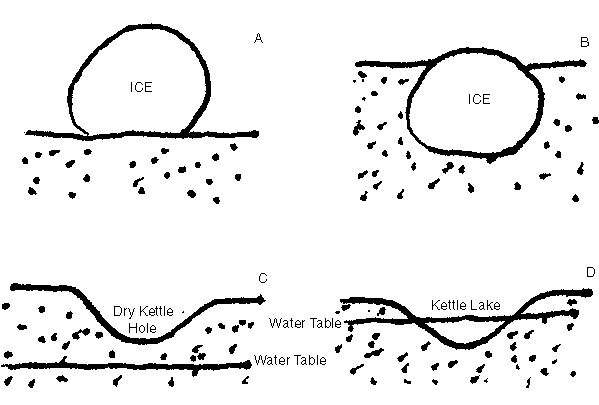 A
B
ICE
ICE
C
D
Dry Kettle
Hole
Kettle Lake
Water Table
Water Table